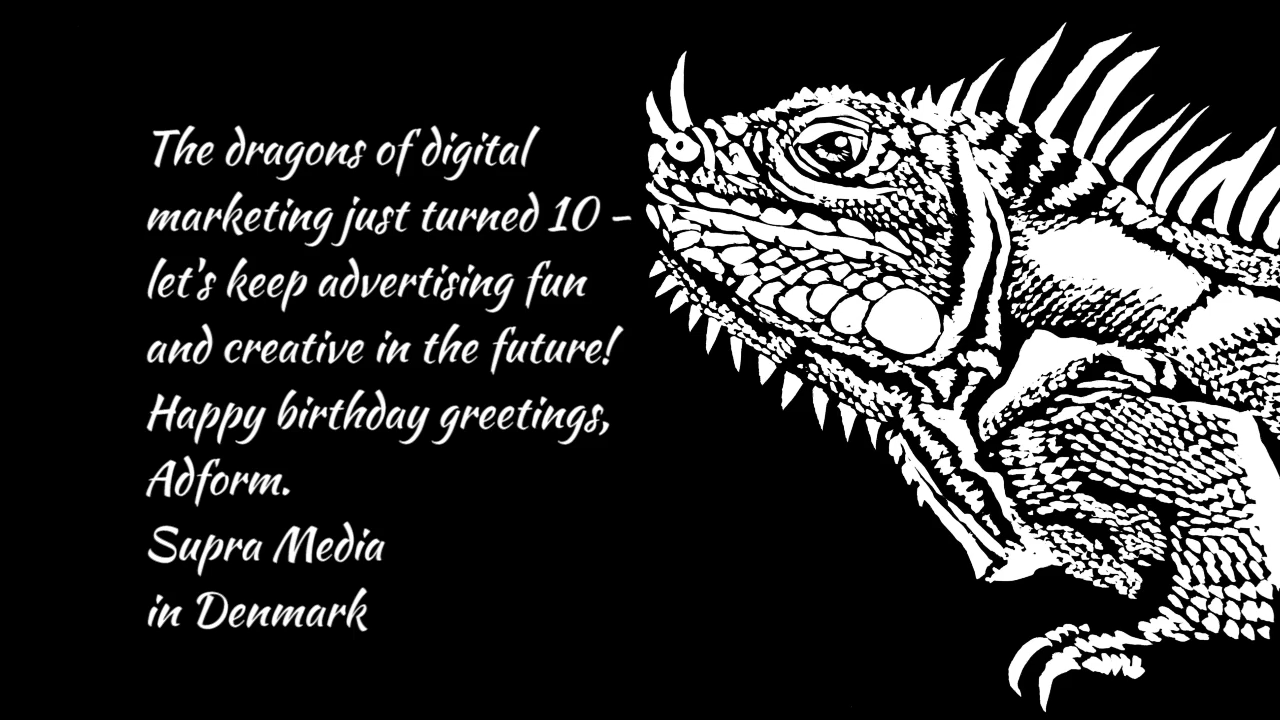 The dragons of digital
marketing just turned 10 -
let's keep advertising fun
and creative in the future!
Happy birthday greetings,
Adform.
Supra Media
in Denmark